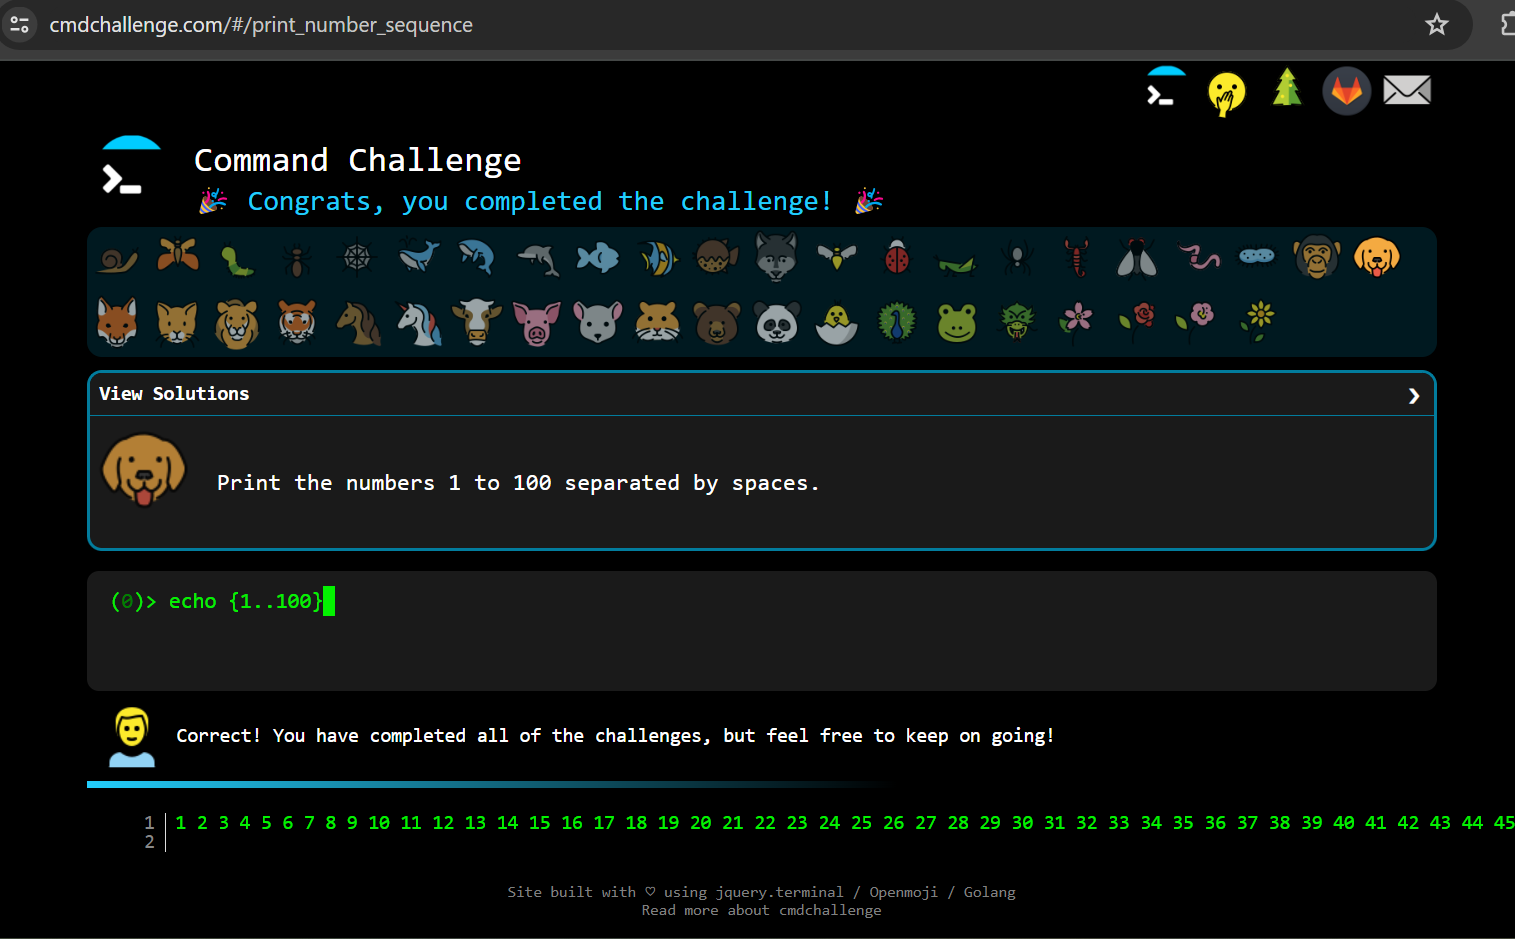 cmdchallenge.com/#/print_number_sequence
Command Challenge
Congrats, you completed the challenge!
View Solutions
Print the numbers 1 to 100 separated by spaces.
(0)> echo {1..100}
Correct! You have completed all of the challenges, but feel free to keep on going!
1 1 2 3 4 5 6 7 8 9 10 11 12 13 14 15 16 17 18 19 20 21 22 23 24 25 26 27 28 29 30 31 32 33 34 35 36 37 38 39 40 41 42 43 44 45
2
Site built with ♡ using jquery.terminal / Openmoji / Golang
Read more about cmdchallenge